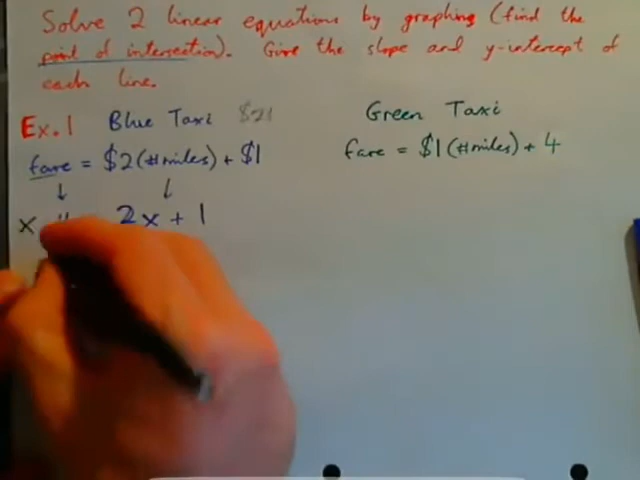 Solve 2 linear equations by graphing (find the
point of intersection). Give the slope and y-intercept of
each line.
Ex. 1 Blue Taxi
Green Taxi
fare = $2(#miles) + $1
fare = $1(#miles) + 4
↓ ↓
x 2x + 1